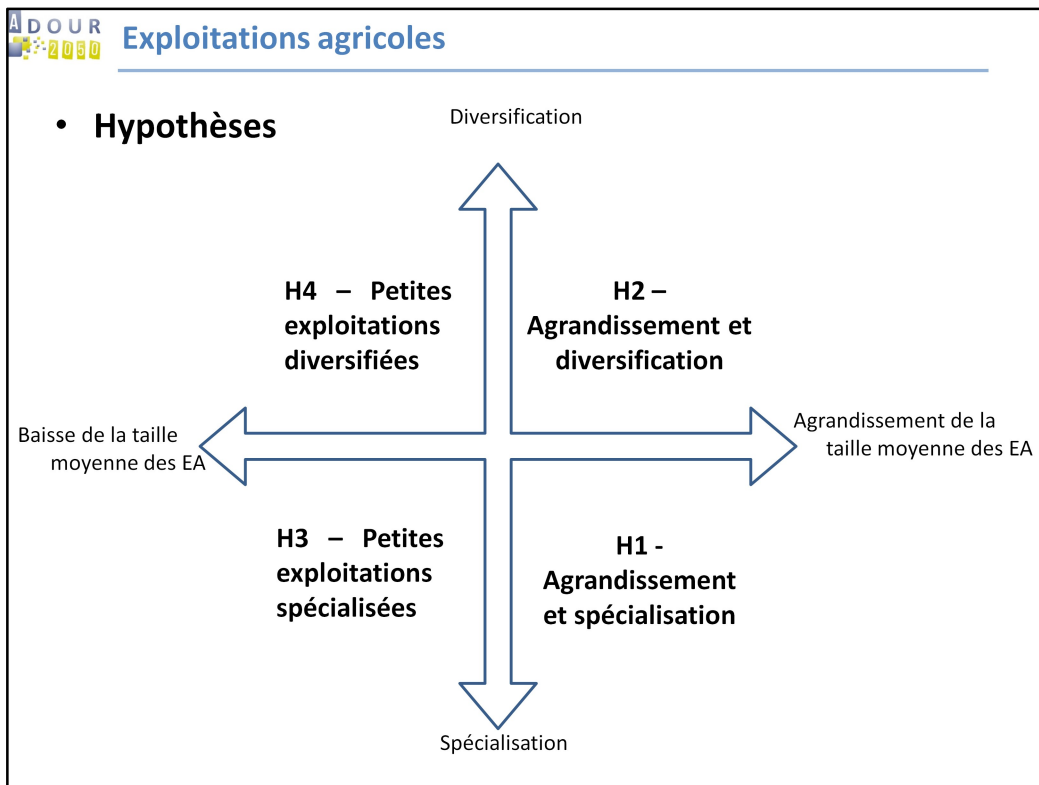 ADOUR
2050
Exploitations agricoles
• Hypothèses
Diversification
H4 – Petites
exploitations
diversifiées
H2 –
Agrandissement et
diversification
Baisse de la taille
moyenne des EA
Agrandissement de la
taille moyenne des EA
H3 – Petites
exploitations
spécialisées
H1 -
Agrandissement
et spécialisation
Spécialisation